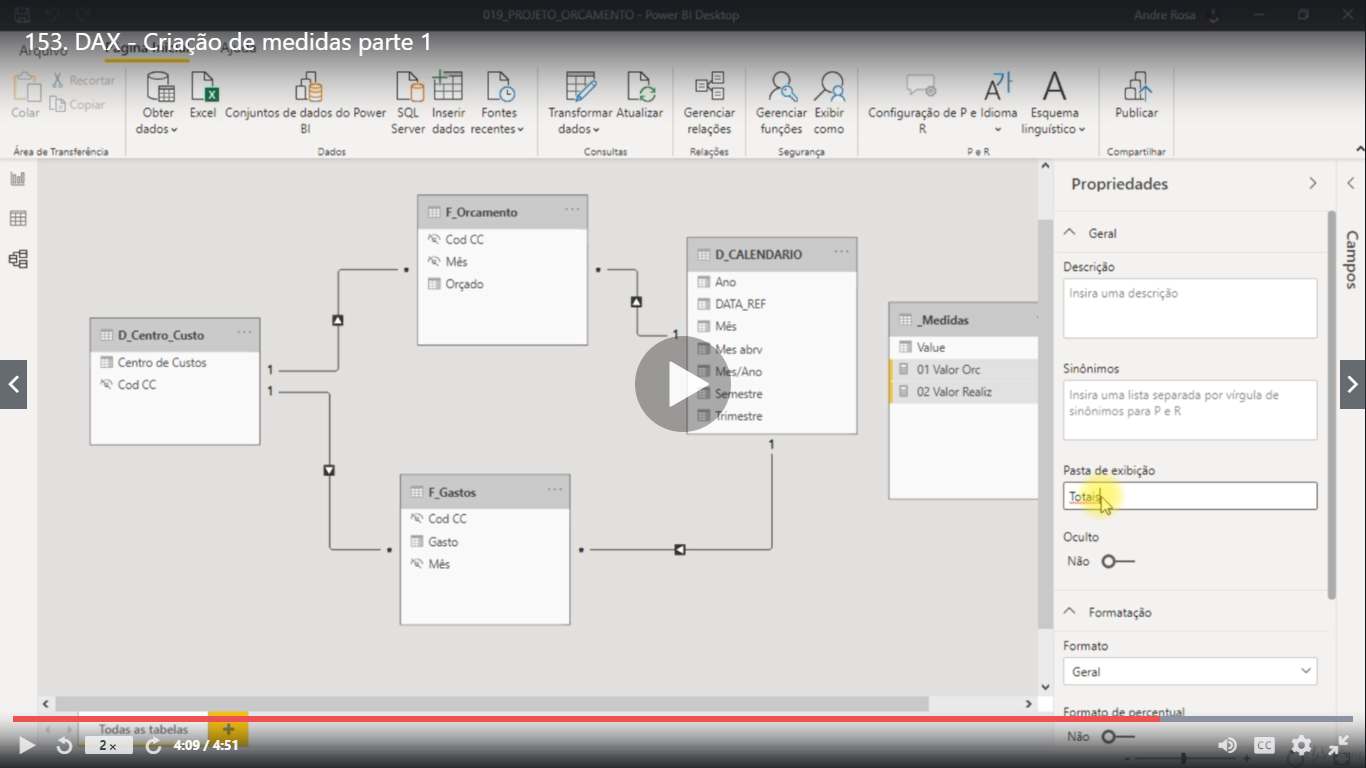 019_PROJETO_ORCAMENTO - Power BI Desktop
Andre Rosa
153. DAX - Criação de medidas parte 1
Arquivo
Página Inicial
Ajuda
Colar
Recortar
Copiar
Obter dados
Excel
Conjuntos de dados do Power BI
SQL Server
Inserir dados
Fontes recentes
Transformar dados
Atualizar
Gerenciar relações
Gerenciar funções
Exibir como
Configuração de P e R
Idioma
Esquema linguístico
Publicar
Área de Transferência
Dados
Consultas
Relações
Segurança
P e R
Compartilhar
F_Orcamento
Cod CC
Mês
Orçado
D_CALENDARIO
Ano
DATA_REF
Mês
Mes abrv
Mes/Ano
Semestre
Trimestre
D_Centro_Custo
Centro de Custos
Cod CC
_Medidas
Value
01 Valor Orc
02 Valor Realiz
F_Gastos
Cod CC
Gasto
Mês
*
*
1
1
1
1
*
*
Propriedades
Campos
Geral
Descrição
Insira uma descrição
Sinônimos
Insira uma lista separada por vírgula de
sinônimos para P e R
Pasta de exibição
Totais
Oculto
Não
Formatação
Formato
Geral
Formato de percentual
Não
Todas as tabelas
+
2 x
4:09 / 4:51
CC